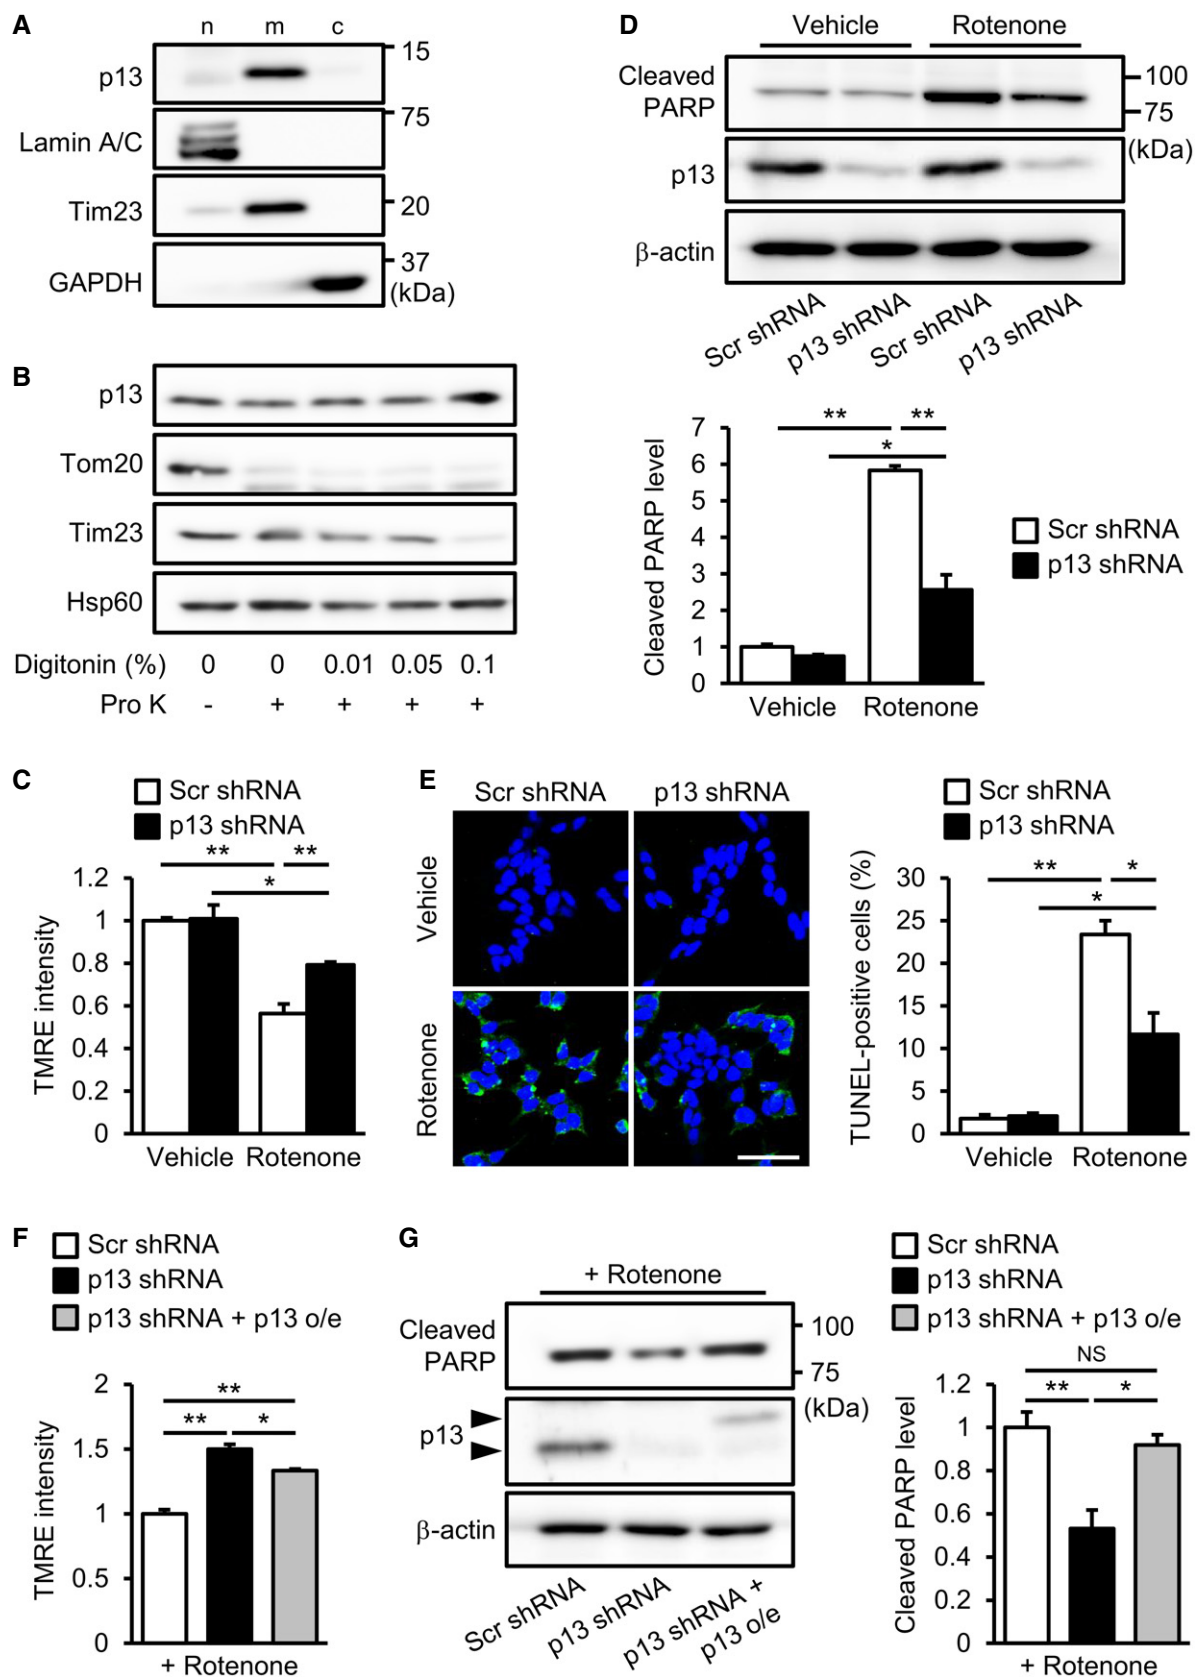 A
n m c
p13
15
Lamin A/C
75
Tim23
20
GAPDH
37
(kDa)
B
p13
Tom20
Tim23
Hsp60
Digitonin (%) 0 0 0.01 0.05 0.1
Pro K - + + + +
C
Scr shRNA
p13 shRNA
** **
*
TMRE intensity
1.2
1
0.8
0.6
0.4
0.2
0
Vehicle Rotenone
D
Vehicle Rotenone
Cleaved
PARP
100
75
(kDa)
p13
β-actin
Scr shRNA
p13 shRNA
Scr shRNA
p13 shRNA
** **
*
Cleaved PARP level
7
6
5
4
3
2
1
0
Vehicle Rotenone
Scr shRNA
p13 shRNA
E
Scr shRNA p13 shRNA
Vehicle
Rotenone
Scr shRNA
p13 shRNA
** *
*
TUNEL-positive cells (%)
30
25
20
15
10
5
0
Vehicle Rotenone
F
Scr shRNA
p13 shRNA
p13 shRNA + p13 o/e
**
** *
TMRE intensity
2
1.5
1
0.5
0
+ Rotenone
G
+ Rotenone
Cleaved
PARP
100
75
(kDa)
p13
β-actin
Scr shRNA
p13 shRNA
p13 shRNA +
p13 o/e
Scr shRNA
p13 shRNA
p13 shRNA + p13 o/e
NS
** *
Cleaved PARP level
1.2
1
0.8
0.6
0.4
0.2
0
+ Rotenone